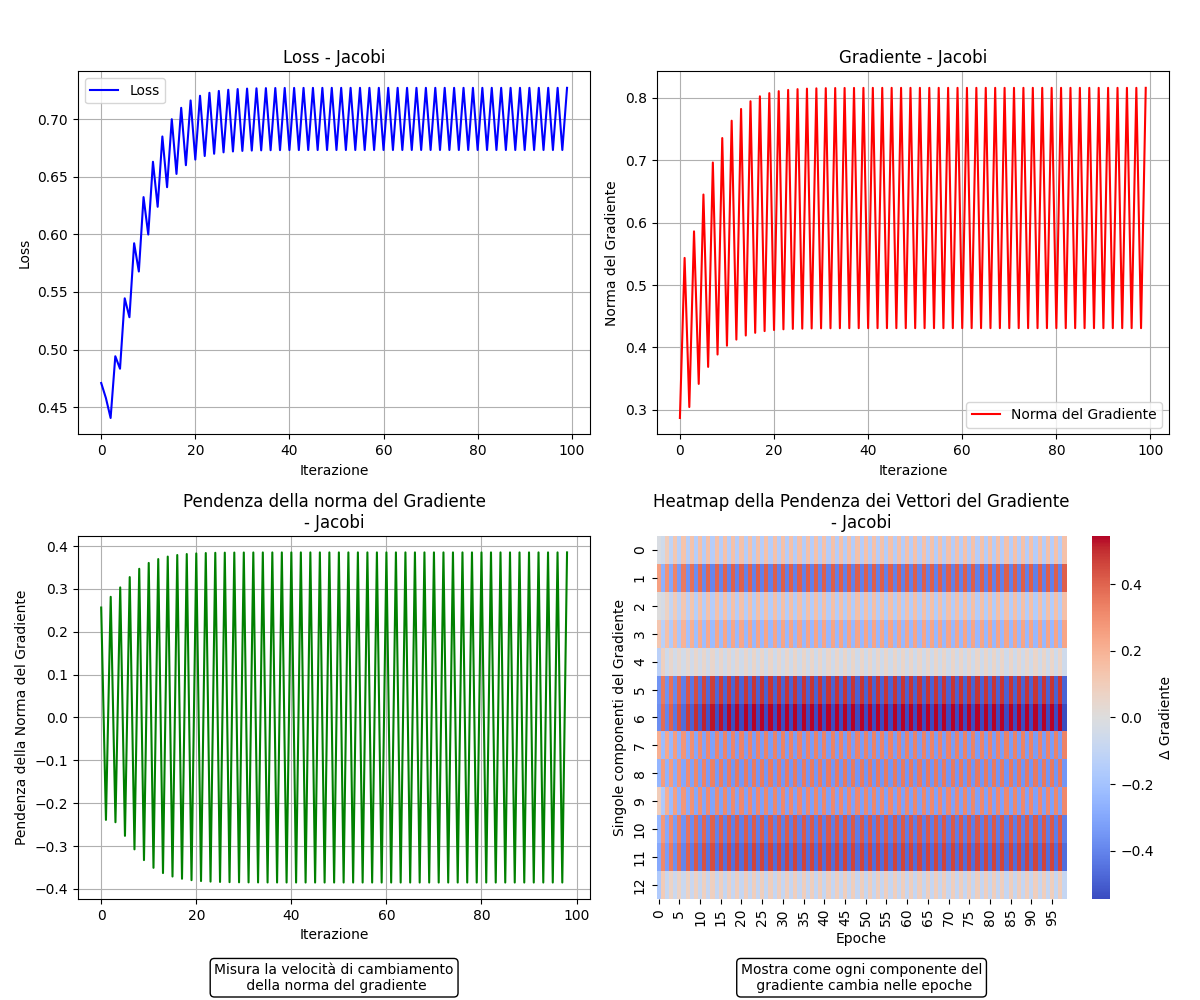 Loss - Jacobi
Loss
0.70
0.65
0.60
0.55
0.50
0.45
Loss
0 20 40 60 80 100
Iterazione
Gradiente - Jacobi
0.8
0.7
0.6
0.5
0.4
0.3
Norma del Gradiente
Norma del Gradiente
0 20 40 60 80 100
Iterazione
Pendenza della norma del Gradiente
- Jacobi
0.4
0.3
0.2
0.1
0.0
−0.1
−0.2
−0.3
−0.4
Pendenza della Norma del Gradiente
0 20 40 60 80 100
Iterazione
Misura la velocità di cambiamento
della norma del gradiente
Heatmap della Pendenza dei Vettori del Gradiente
- Jacobi
0
1
2
3
4
5
6
7
8
9
10
11
12
Singole componenti del Gradiente
0 5 10 15 20 25 30 35 40 45 50 55 60 65 70 75 80 85 90 95
Epoche
0.4
0.2
0.0
−0.2
−0.4
Δ Gradiente
Mostra come ogni componente del
gradiente cambia nelle epoche